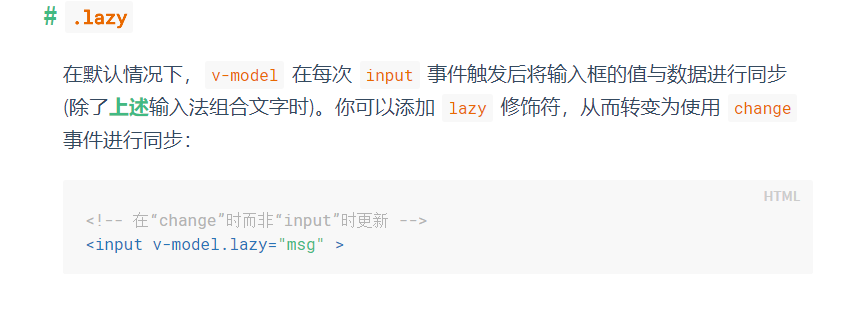 # .lazy
在默认情况下，v-model 在每次 input 事件触发后将输入框的值与数据进行同步
(除了上述输入法组合文字时)。你可以添加 lazy 修饰符，从而转变为使用 change
事件进行同步：
HTML
<!-- 在“change”时而非“input”时更新 -->
<input v-model.lazy="msg" >